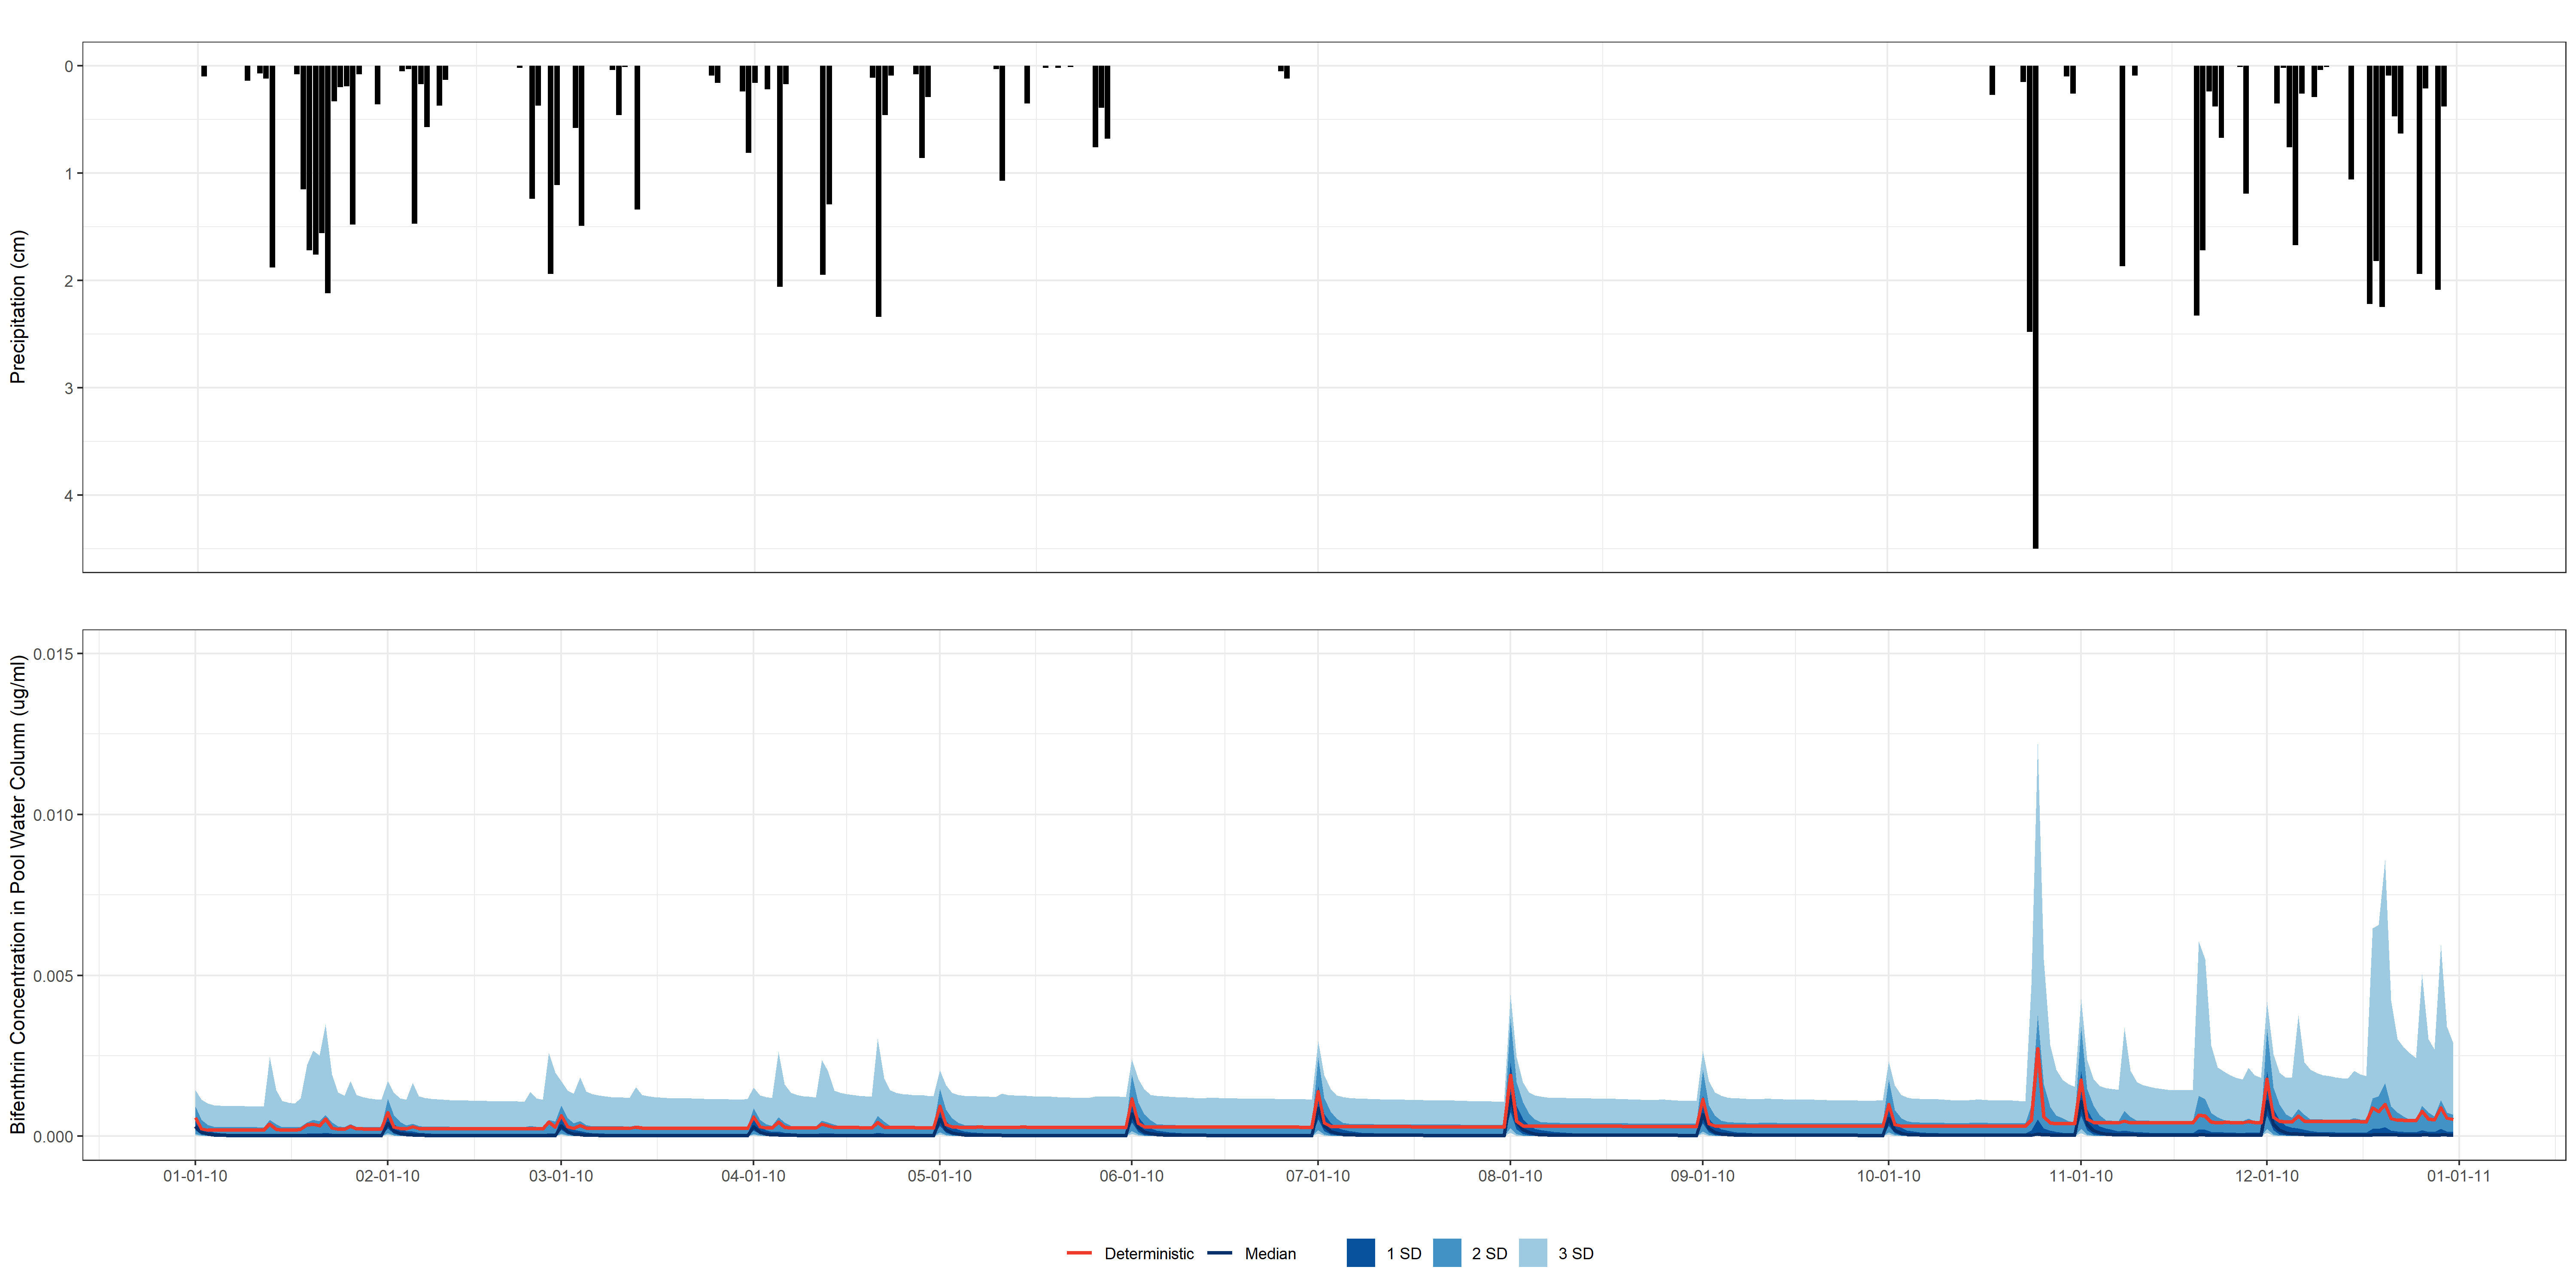 Precipitation (cm)
0
1
2
3
4
Bifenthrin Concentration in Pool Water Column (ug/ml)
0.015
0.010
0.005
0.000
01-01-10 02-01-10 03-01-10 04-01-10 05-01-10 06-01-10 07-01-10 08-01-10 09-01-10 10-01-10 11-01-10 12-01-10 01-01-11
Deterministic Median 1 SD 2 SD 3 SD